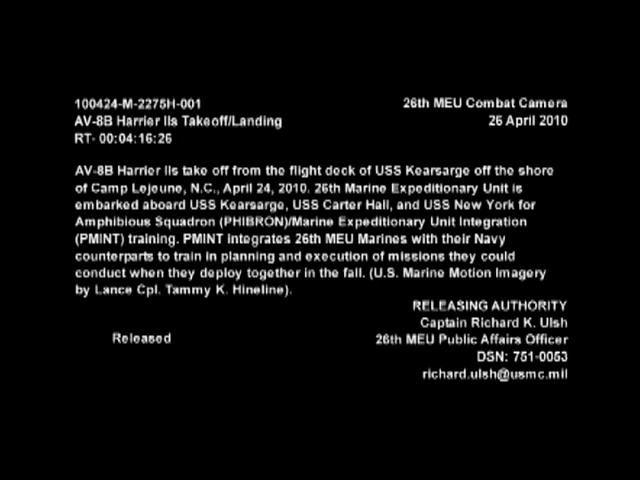 100424-M-2275H-001
26th MEU Combat Camera
AV-8B Harrier IIs Takeoff/Landing
26 April 2010
RT- 00:04:16:26
AV-8B Harrier IIs take off from the flight deck of USS Kearsarge off the shore
of Camp Lejeune, N.C., April 24, 2010. 26th Marine Expeditionary Unit is
embarked aboard USS Kearsarge, USS Carter Hall, and USS New York for
Amphibious Squadron (PHIBRON)/Marine Expeditionary Unit Integration
(PMINT) training. PMINT integrates 26th MEU Marines with their Navy
counterparts to train in planning and execution of missions they could
conduct when they deploy together in the fall. (U.S. Marine Motion Imagery
by Lance Cpl. Tammy K. Hineline).
RELEASING AUTHORITY
Captain Richard K. Ulsh
Released
26th MEU Public Affairs Officer
DSN: 751-0053
richard.ulsh@usmc.mil